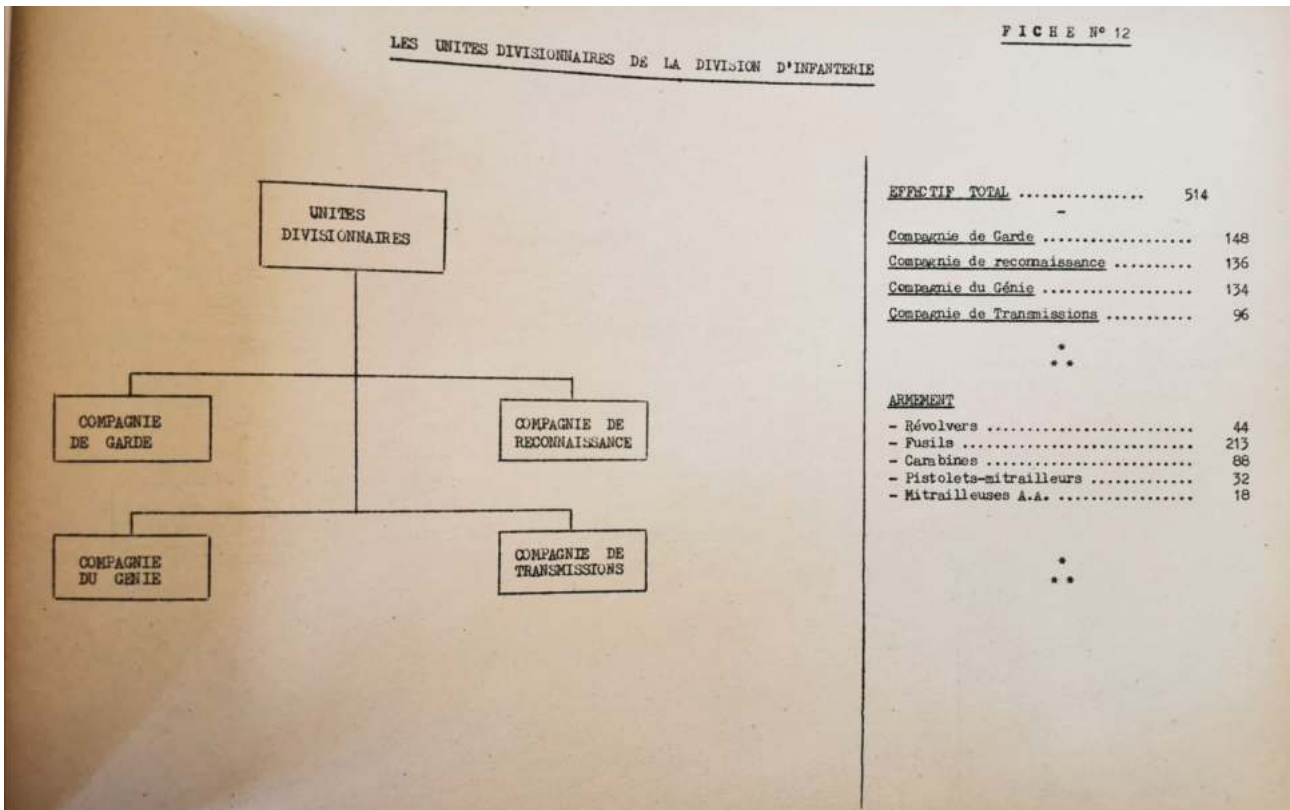 FICHE Nº 12
LES UNITES DIVISIONNAIRES DE LA DIVISION D'INFANTERIE
UNITES
DIVISIONNAIRES
COMPAGNIE
DE GARDE
COMPAGNIE DE
RECONNAISSANCE
COMPAGNIE
DU GENIE
COMPAGNIE DE
TRANSMISSIONS
EFFECTIF TOTAL ................ 514
-
Compagnie de Garde ................... 148
Compagnie de reconnaissance .......... 136
Compagnie du Génie ................... 134
Compagnie de Transmissions ........... 96
ARMEMENT
- Révolvers .......................... 44
- Fusils ............................. 213
- Carabines .......................... 88
- Pistolets-mitrailleurs ............. 32
- Mitrailleuses A.A. ................. 18